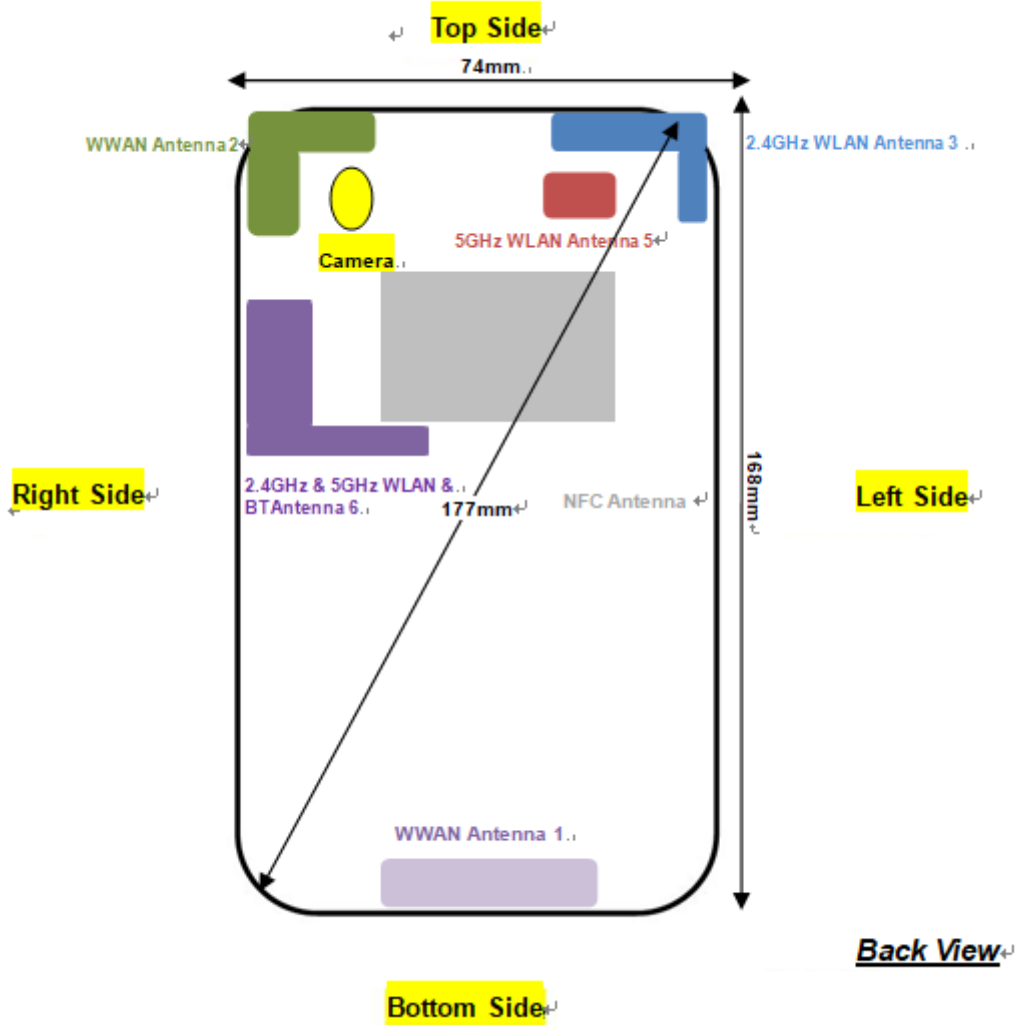 Top Side
74mm
WWAN Antenna 2
2.4GHz WLAN Antenna 3
5GHz WLAN Antenna 5
Camera
Right Side
2.4GHz & 5GHz WLAN &
BTAntenna 6
177mm
NFC Antenna
168mm
Left Side
WWAN Antenna 1
Back View
Bottom Side